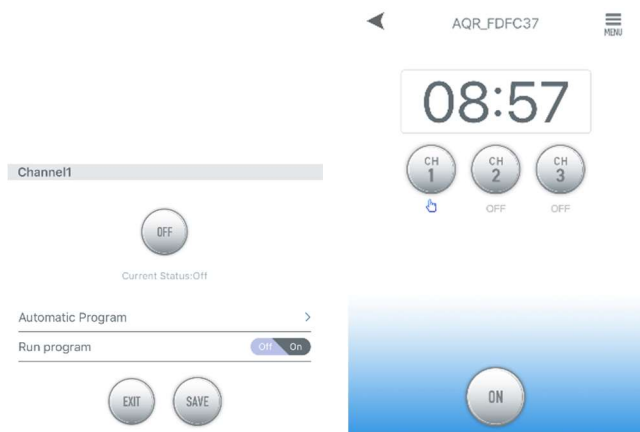 Channel1
OFF
Current Status:Off
Automatic Program
Run program Off On
EXIT SAVE
AQR_FDFC37
MENU
08:57
CH 1 CH 2 CH 3
OFF OFF
ON